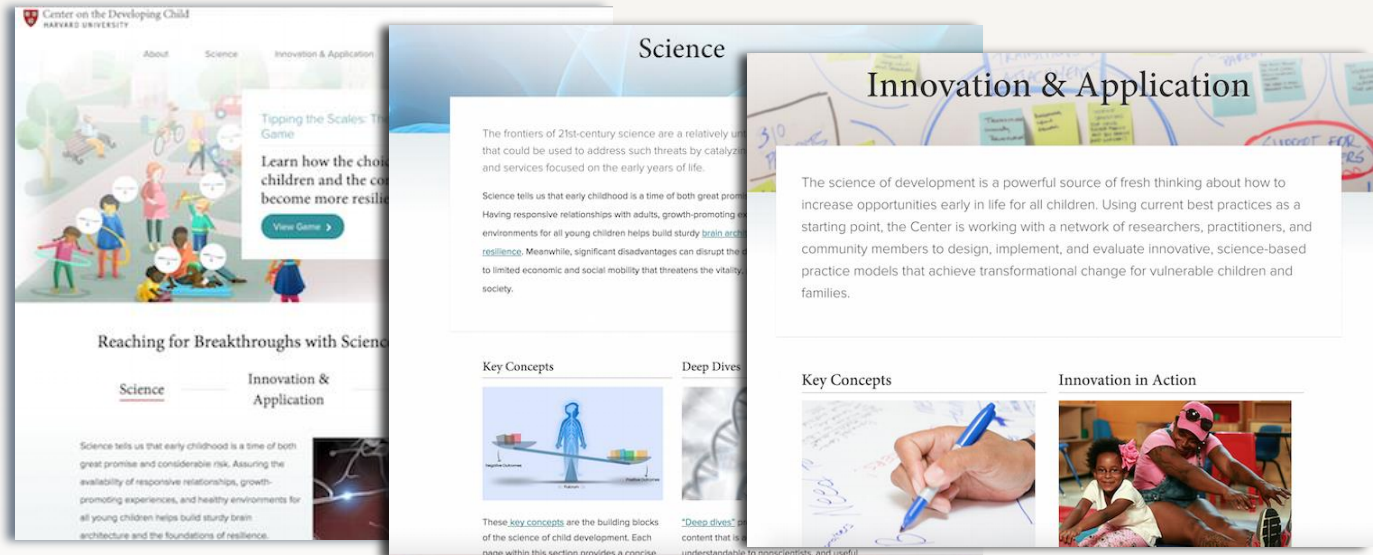 Center on the Developing Child
HARVARD UNIVERSITY
About
Science
Innovation & Application
Tipping the Scales: The
Game
Learn how the choic
children and the co
become more resilie
View Game >
Reaching for Breakthroughs with Scienc
Science
Innovation &
Application
Science tells us that early childhood is a time of both
great promise and considerable risk. Assuring the
availability of responsive relationships, growth-
promoting experiences, and healthy environments for
all young children helps build sturdy brain
architecture and the foundations of resilience.
Science
The frontiers of 21st-century science are a relatively un
that could be used to address such threats by catalyzin
and services focused on the early years of life.
Science tells us that early childhood is a time of both great promi
Having responsive relationships with adults, growth-promoting ex
environments for all young children helps build sturdy brain archi
resilience. Meanwhile, significant disadvantages can disrupt the d
to limited economic and social mobility that threatens the vitality,
society.
Key Concepts
Negative Outcomes
Fulcrum
Positive Outcomes
These key concepts are the building blocks
of the science of child development. Each
page within this section provides a concise
Deep Dives
"Deep dives" p
content that is a
understandable to nonscientists, and useful
Innovation & Application
SUPPORT FOR
The science of development is a powerful source of fresh thinking about how to
increase opportunities early in life for all children. Using current best practices as a
starting point, the Center is working with a network of researchers, practitioners, and
community members to design, implement, and evaluate innovative, science-based
practice models that achieve transformational change for vulnerable children and
families.
Key Concepts
Need
Innovation in Action